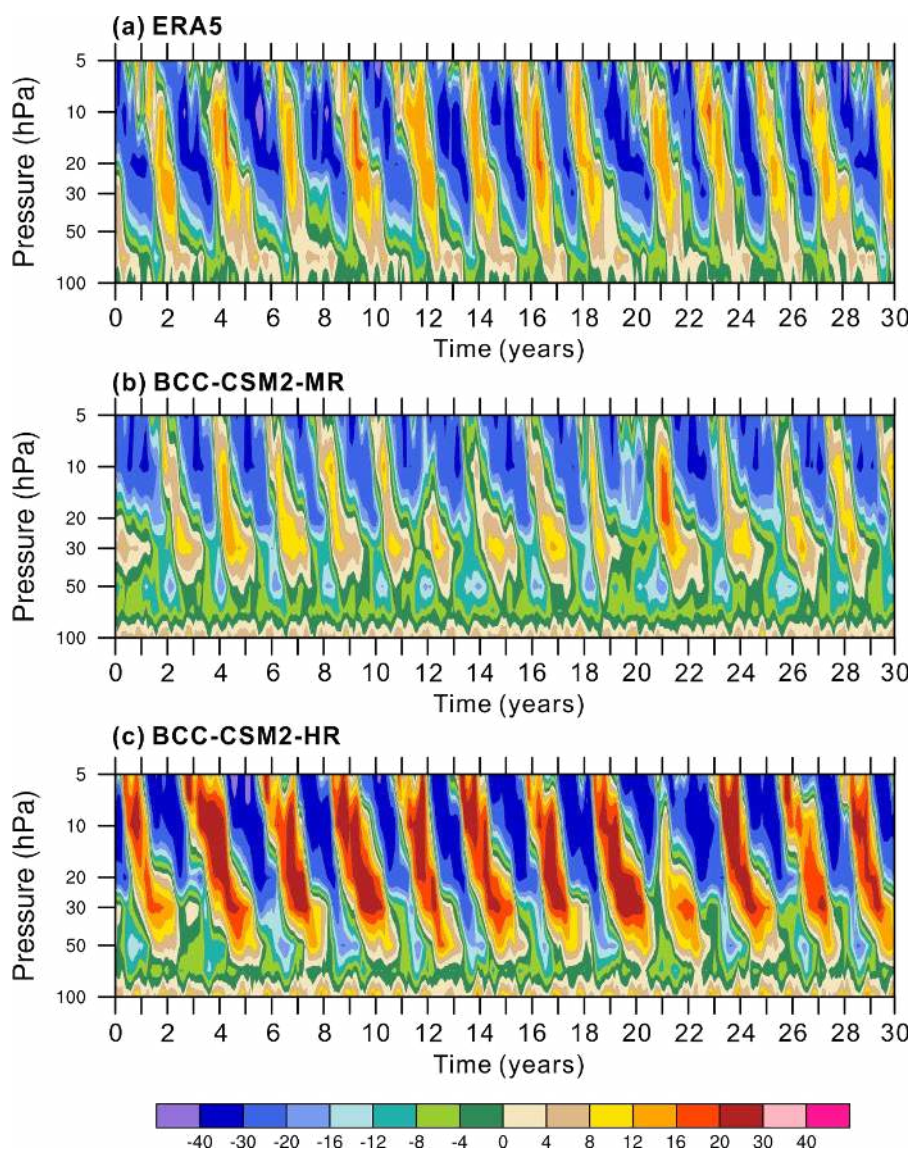 (a) ERA5
Pressure (hPa)
5
10
20
30
50
100
0 2 4 6 8 10 12 14 16 18 20 22 24 26 28 30
Time (years)
(b) BCC-CSM2-MR
Pressure (hPa)
5
10
20
30
50
100
0 2 4 6 8 10 12 14 16 18 20 22 24 26 28 30
Time (years)
(c) BCC-CSM2-HR
Pressure (hPa)
5
10
20
30
50
100
0 2 4 6 8 10 12 14 16 18 20 22 24 26 28 30
Time (years)
-40 -30 -20 -16 -12 -8 -4 0 4 8 12 16 20 30 40